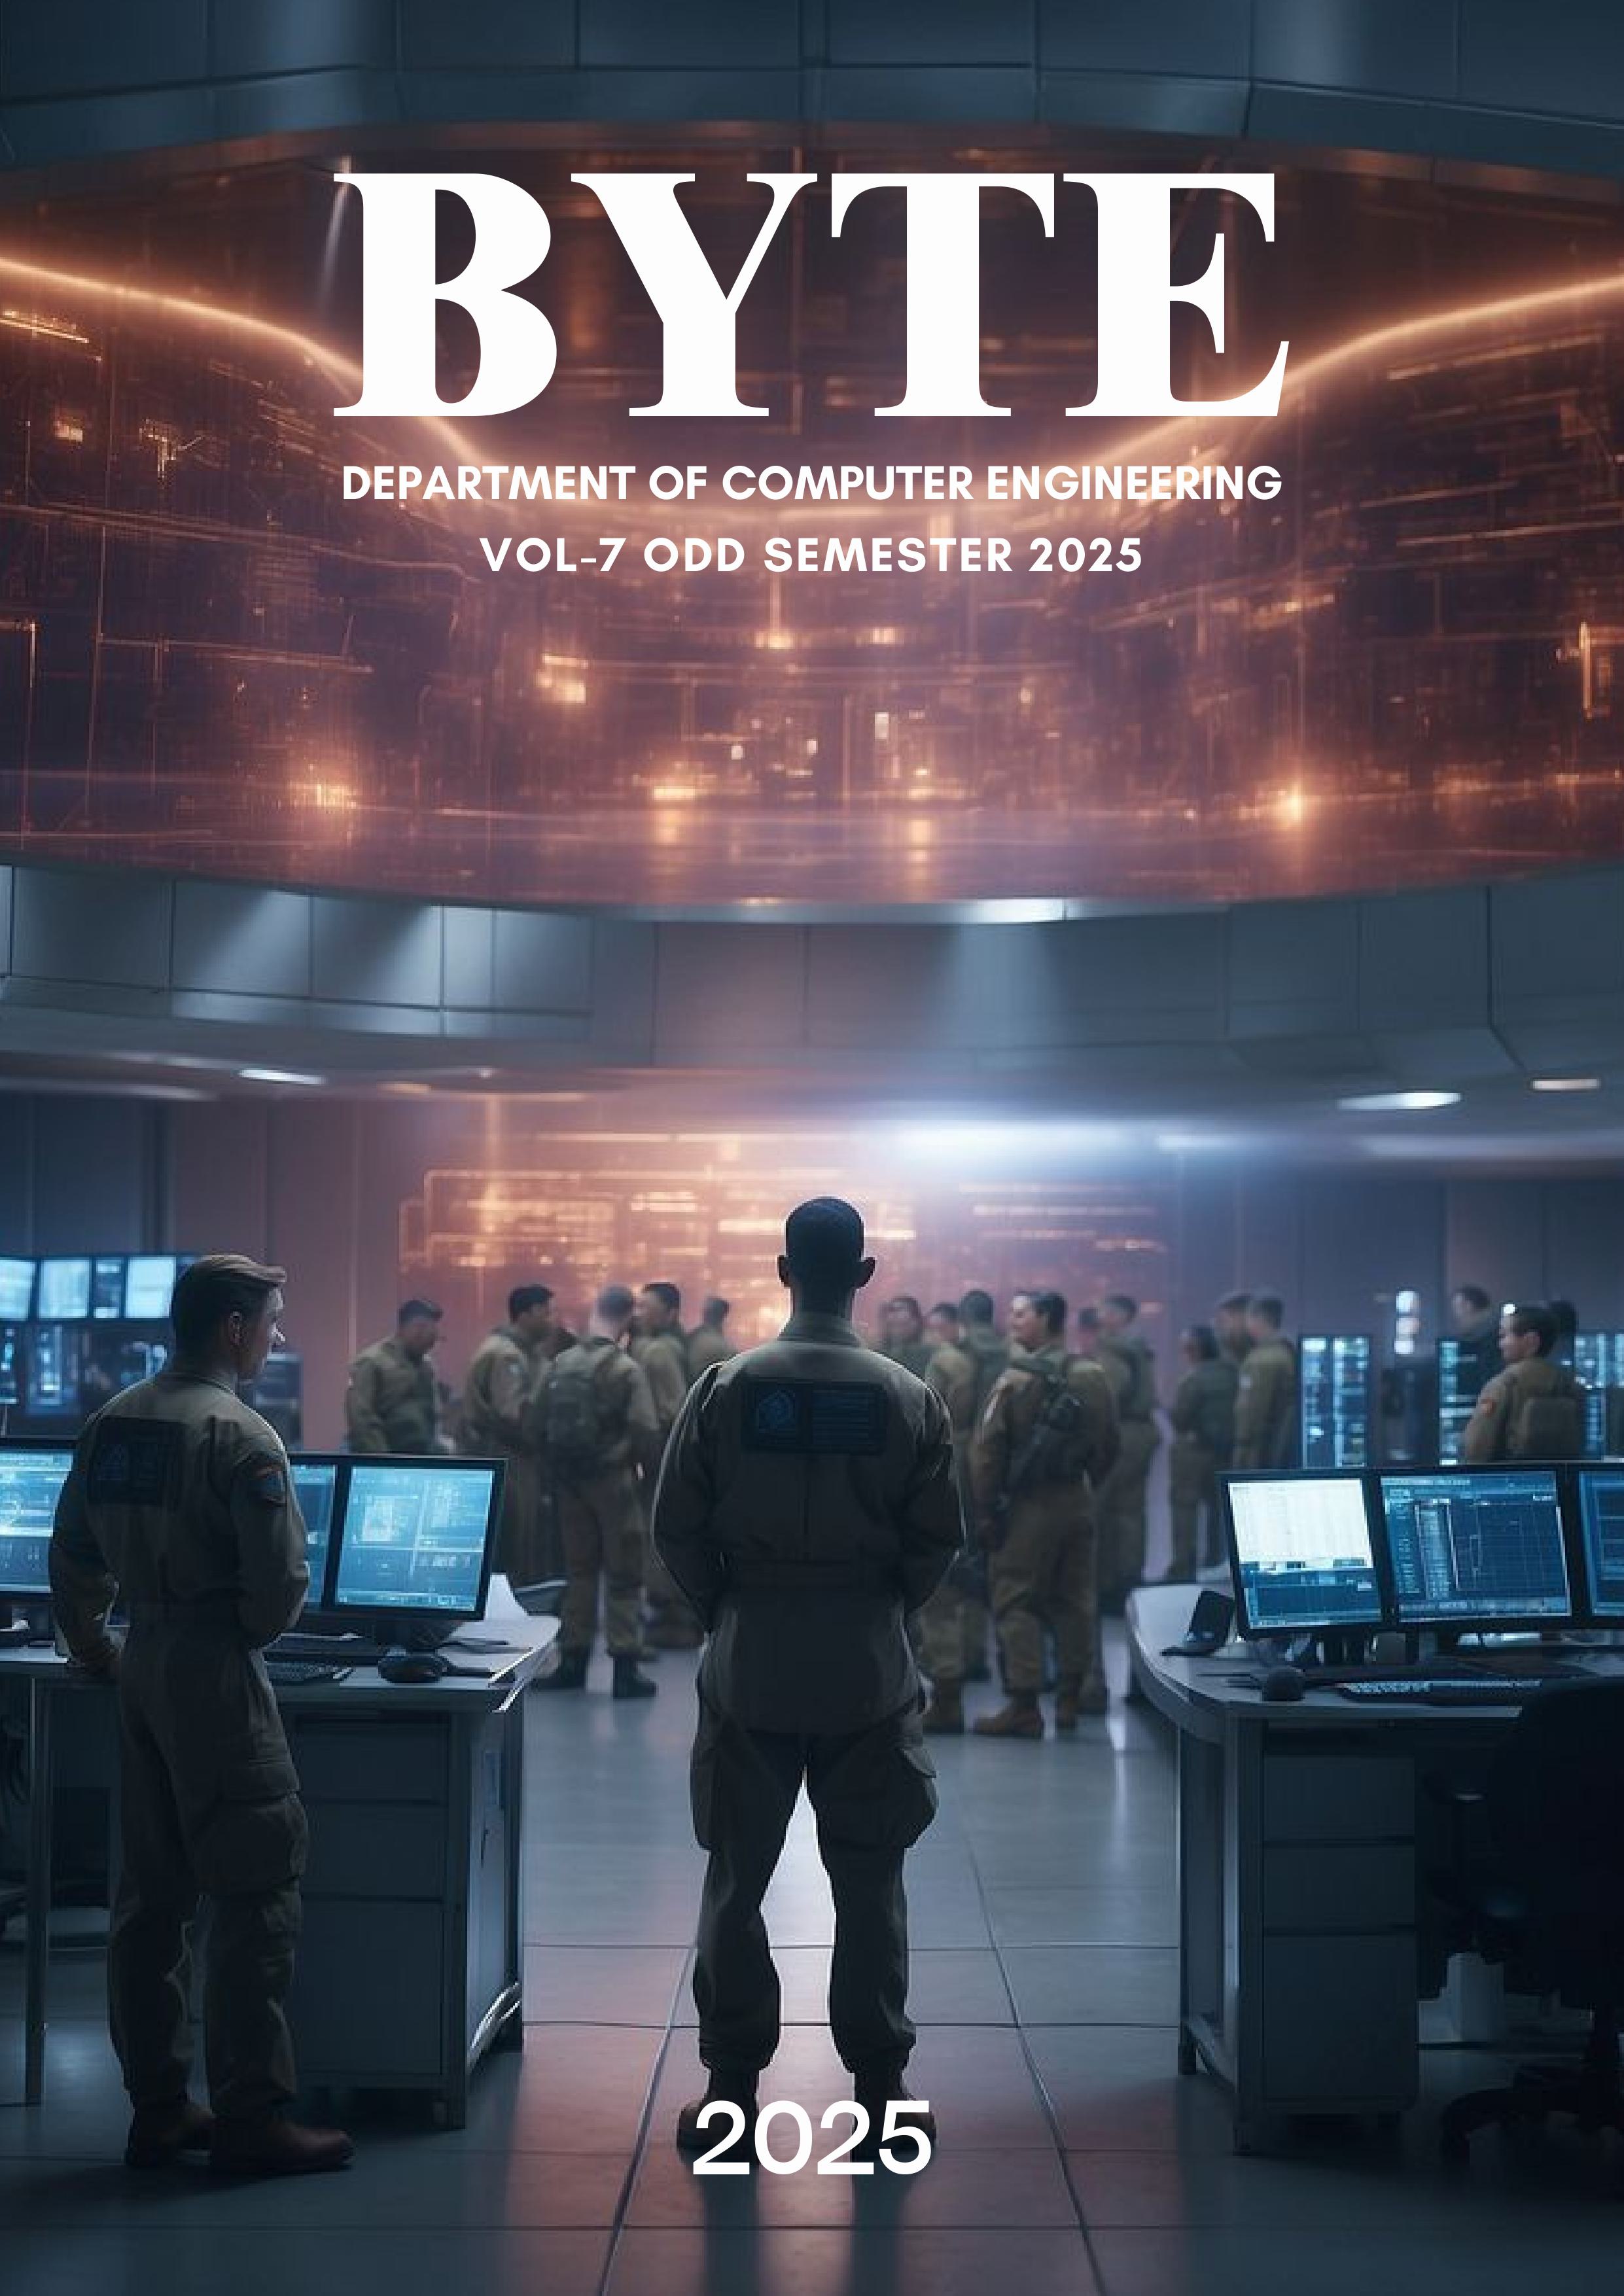 BYTE
DEPARTMENT OF COMPUTER ENGINEERING
VOL-7 ODD SEMESTER 2025
2025